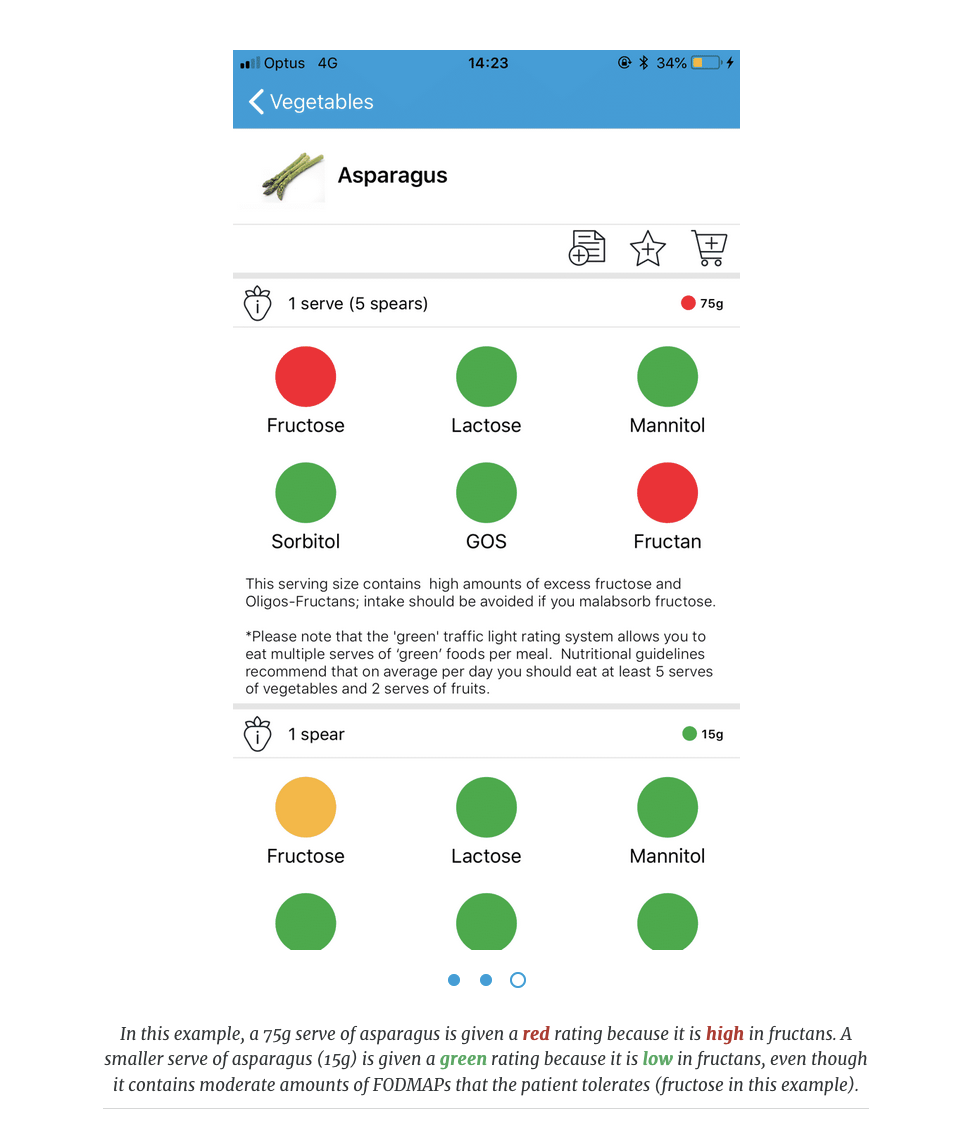 Optus 4G 14:23 34%
Vegetables
Asparagus
1 serve (5 spears) 75g
Fructose Lactose Mannitol
Sorbitol GOS Fructan
This serving size contains  high amounts of excess fructose and
Oligos-Fructans; intake should be avoided if you malabsorb fructose.
*Please note that the 'green' traffic light rating system allows you to
eat multiple serves of ‘green’ foods per meal.  Nutritional guidelines
recommend that on average per day you should eat at least 5 serves
of vegetables and 2 serves of fruits.
1 spear 15g
Fructose Lactose Mannitol
In this example, a 75g serve of asparagus is given a red rating because it is high in fructans. A
smaller serve of asparagus (15g) is given a green rating because it is low in fructans, even though
it contains moderate amounts of FODMAPs that the patient tolerates (fructose in this example).